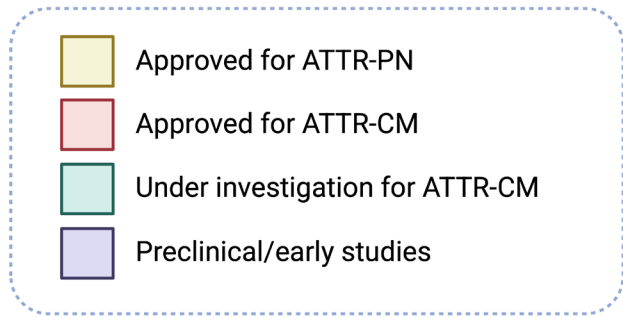 Approved for ATTR-PN
Approved for ATTR-CM
Under investigation for ATTR-CM
Preclinical/early studies